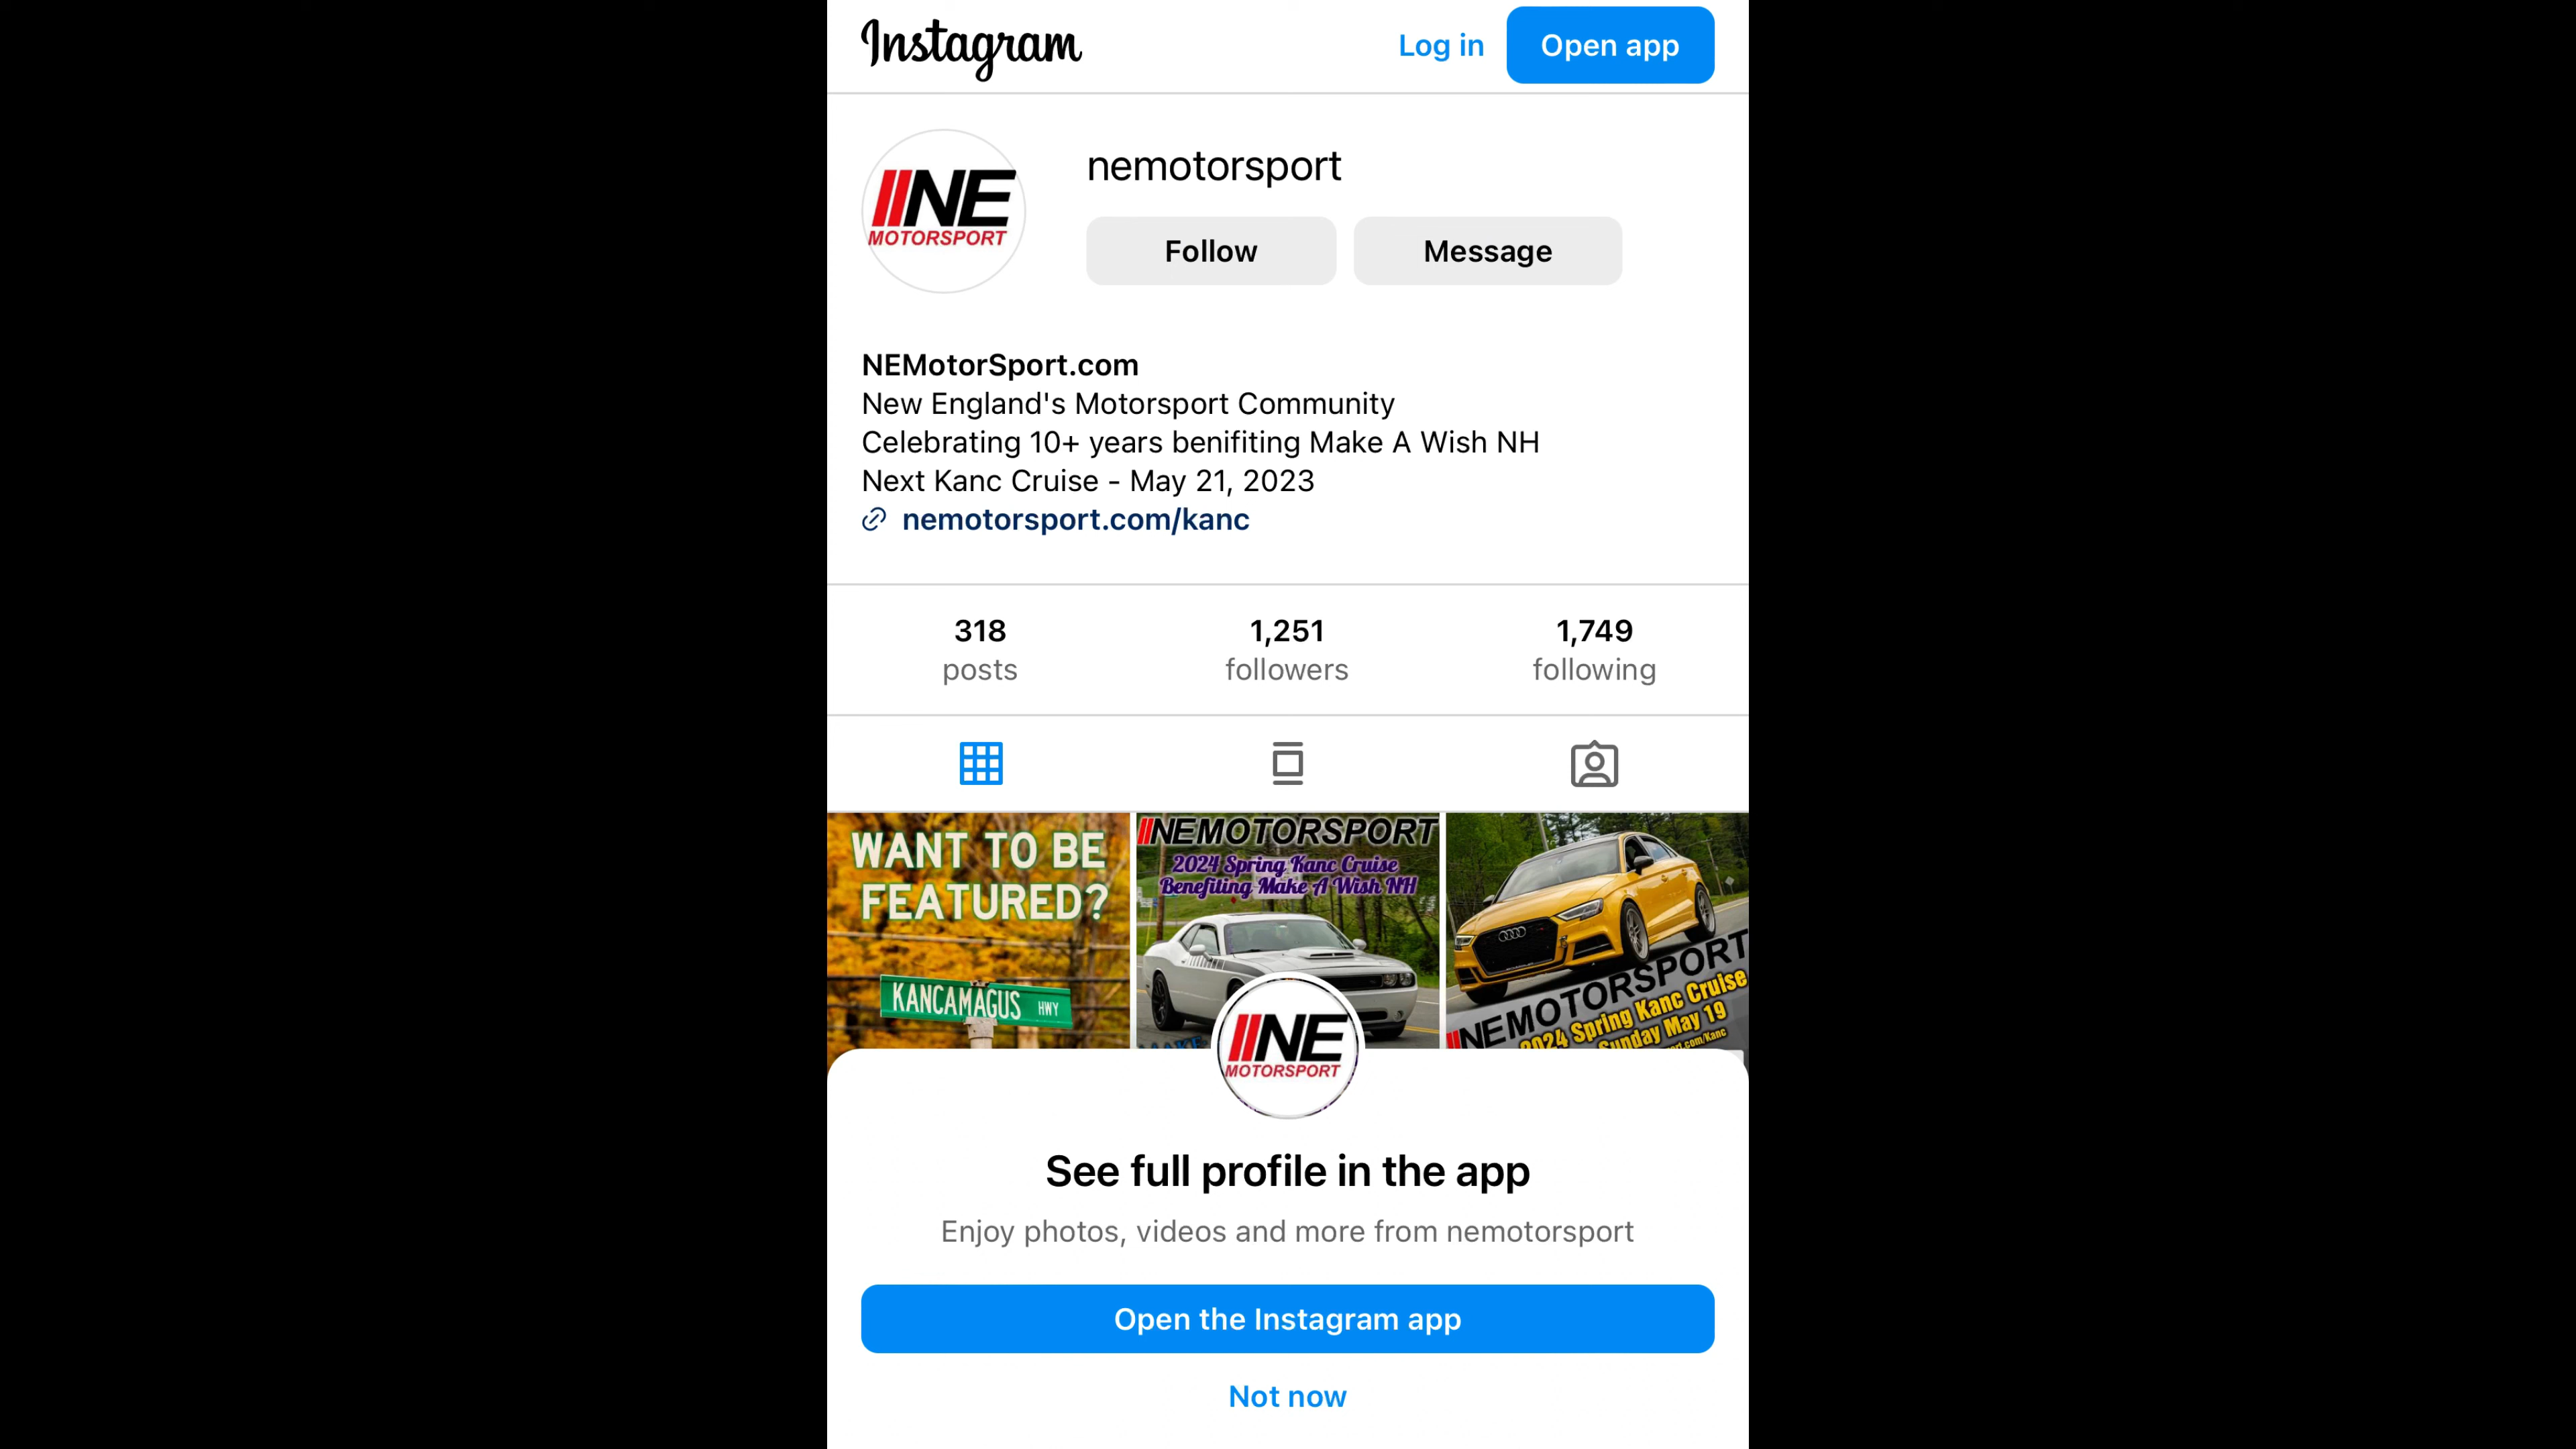 Instagram
Log in
Open app
NE
MOTORSPORT
nemotorsport
Follow
Message
NEMotorSport.com
New England's Motorsport Community
Celebrating 10+ years benifiting Make A Wish NH
Next Kanc Cruise - May 21, 2023
nemotorsport.com/kanc
318
posts
1,251
followers
1,749
following
WANT TO BE
FEATURED?
KANCAMAGUS HWY
NEMOTORSPORT
2024 Spring Kanc Cruise
Benefiting Make A Wish NH
MAKE
NEMOTORSPORT
2024 Spring Kanc Cruise
Sunday May 19
rt.com/Kanc
NE
MOTORSPORT
See full profile in the app
Enjoy photos, videos and more from nemotorsport
Open the Instagram app
Not now